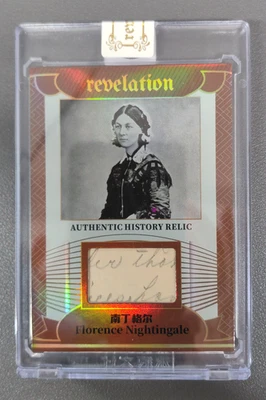 revelation
AUTHENTIC HISTORY RELIC
南丁格尔
Florence Nightingale